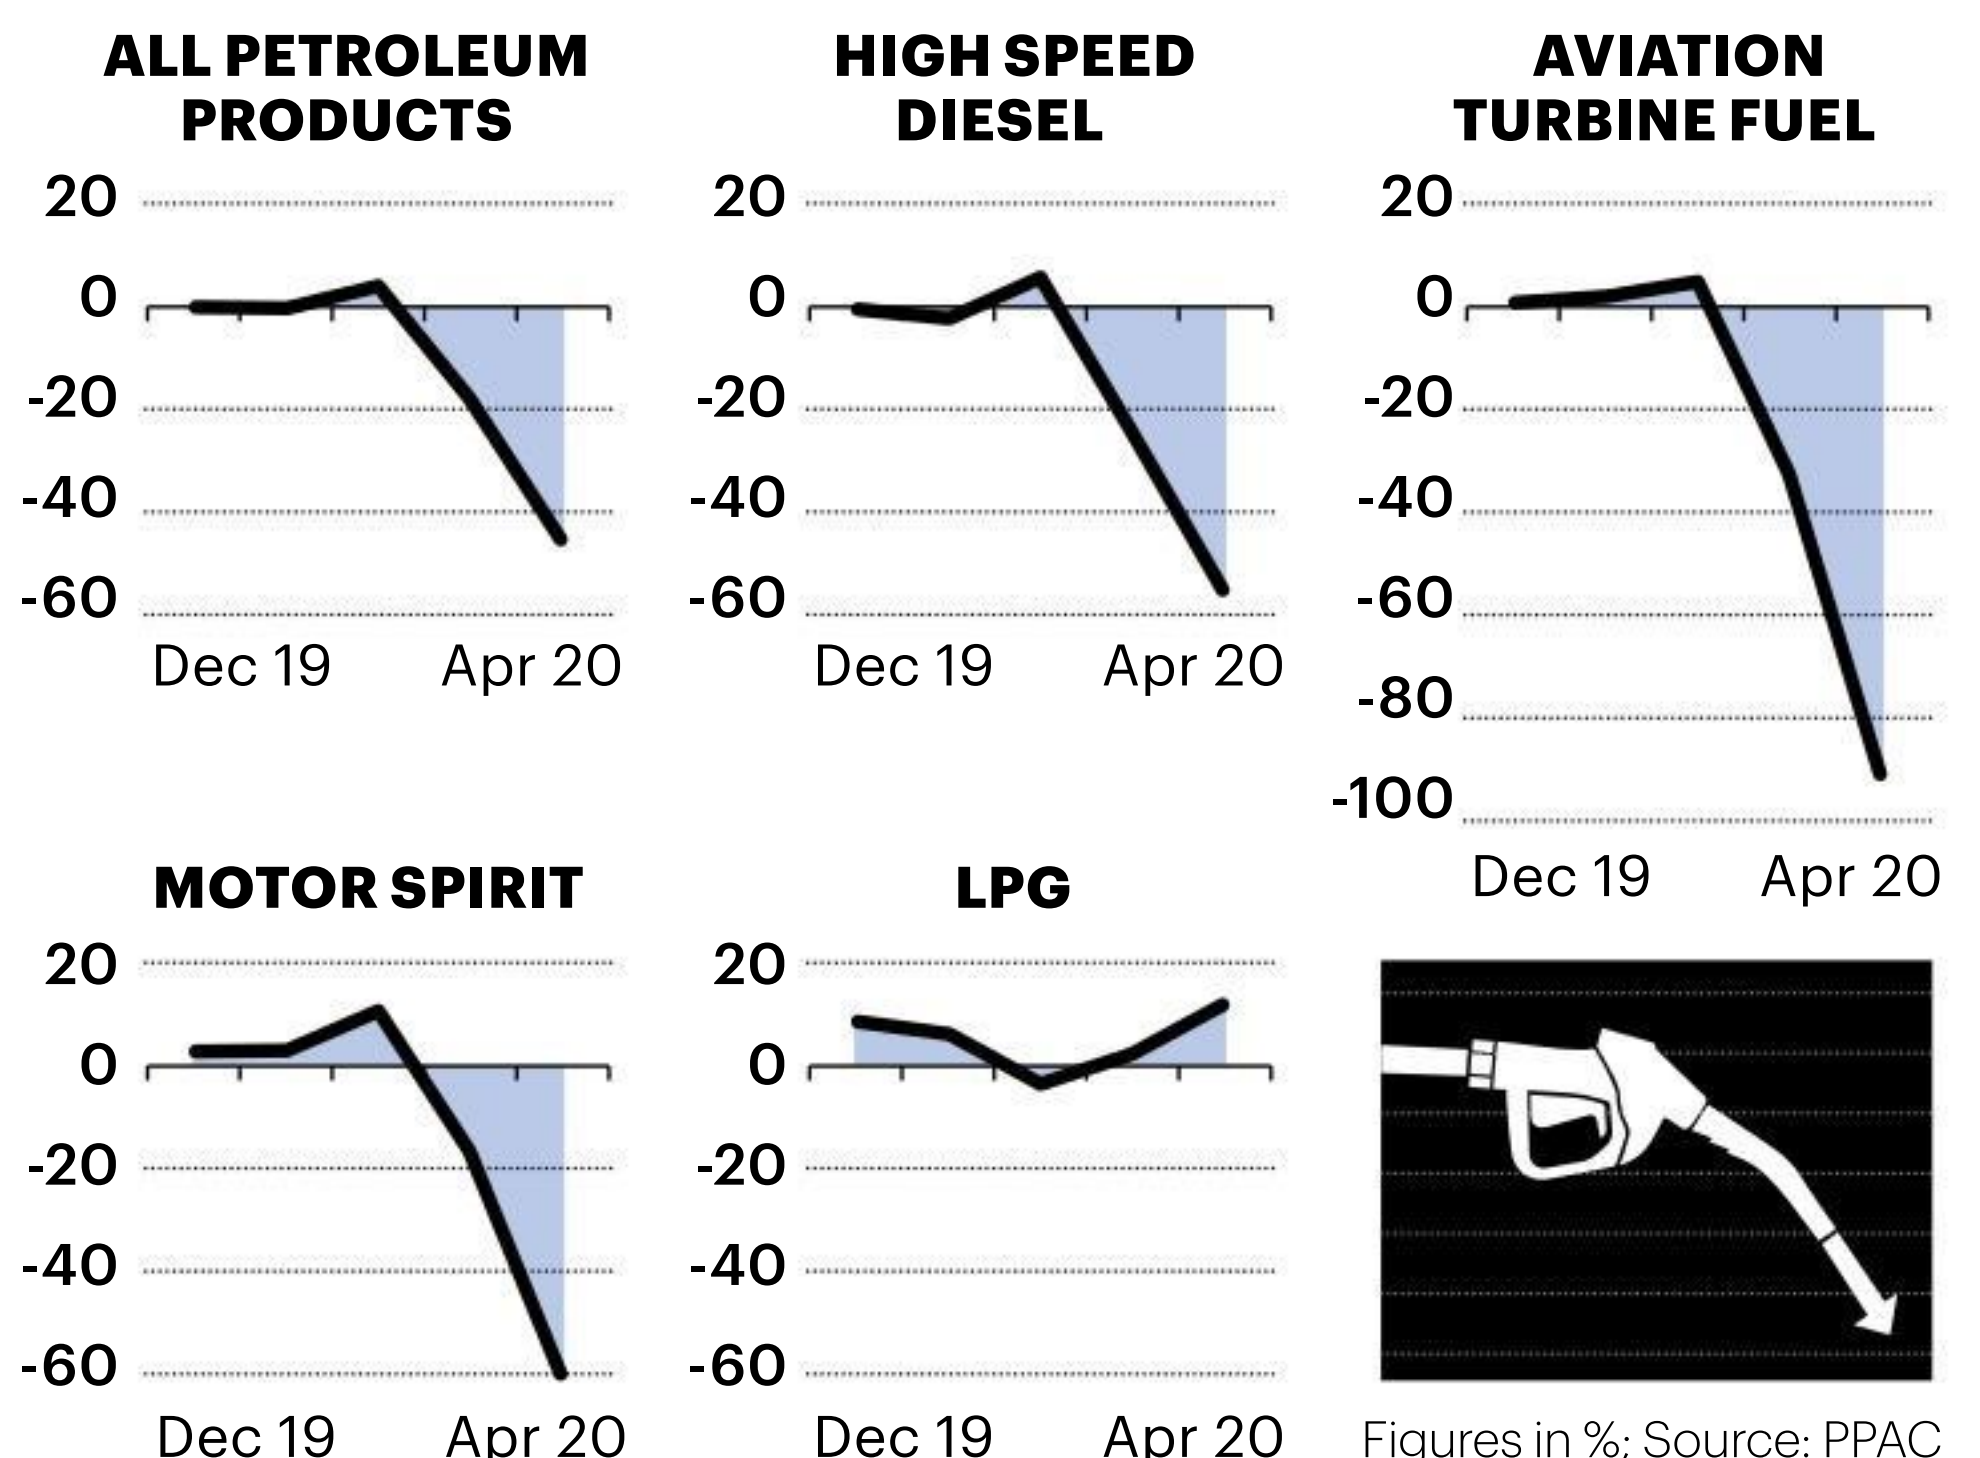 ALL PETROLEUM
PRODUCTS
20
0
-20
-40
-60
Dec 19 Apr 20
HIGH SPEED
DIESEL
20
0
-20
-40
-60
Dec 19 Apr 20
AVIATION
TURBINE FUEL
20
0
-20
-40
-60
-80
-100
Dec 19 Apr 20
MOTOR SPIRIT
20
0
-20
-40
-60
Dec 19 Apr 20
LPG
20
0
-20
-40
-60
Dec 19 Apr 20
Figures in %; Source: PPAC